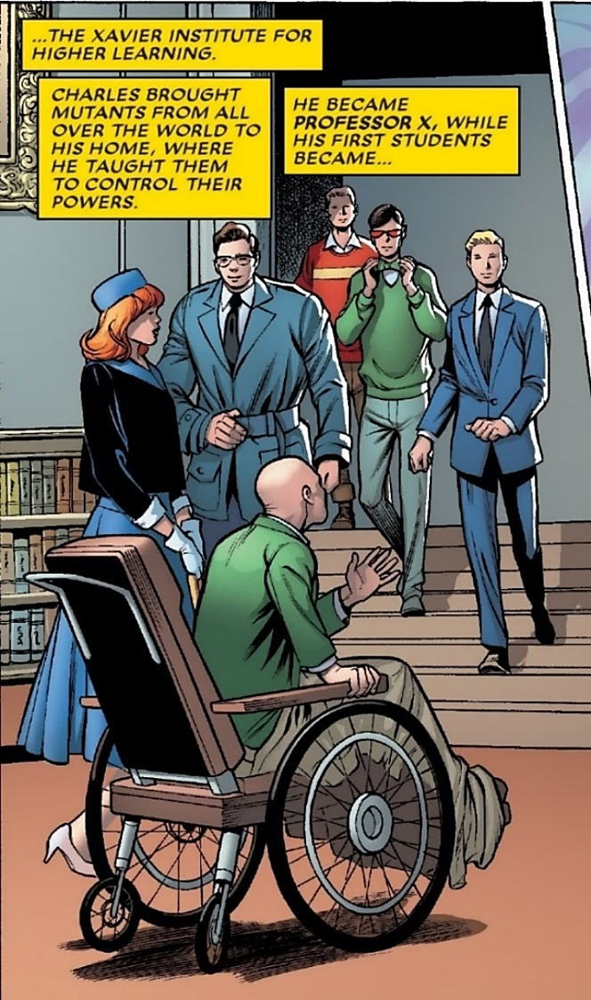 ...THE XAVIER INSTITUTE FOR
HIGHER LEARNING.
CHARLES BROUGHT
MUTANTS FROM ALL
OVER THE WORLD TO
HIS HOME, WHERE
HE TAUGHT THEM
TO CONTROL THEIR
POWERS.
HE BECAME
PROFESSOR X, WHILE
HIS FIRST STUDENTS
BECAME...